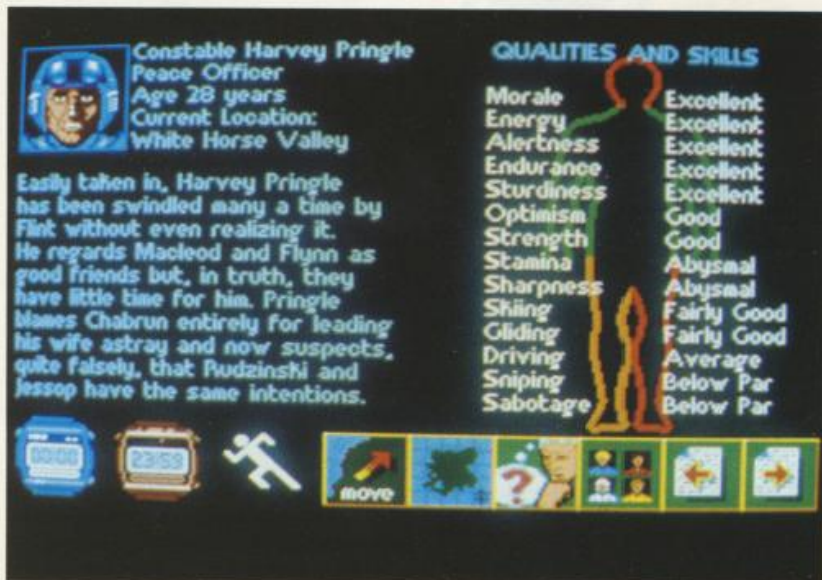 Constable Harvey Pringle
Peace Officer
Age 28 years
Current Location:
White Horse Valley
Easily taken in, Harvey Pringle
has been swindled many a time by
Flint without even realizing it.
He regards Macleod and Flynn as
good friends but, in truth, they
have little time for him. Pringle
blames Chabrun entirely for leading
his wife astray and now suspects,
quite falsely, that Rudzinski and
Jessop have the same intentions.
QUALITIES AND SKILLS
Morale Excellent
Energy Excellent
Alertness Excellent
Endurance Excellent
Sturdiness Excellent
Optimism Good
Strength Good
Stamina Abysmal
Sharpness Abysmal
Skiing Fairly Good
Gliding Fairly Good
Driving Average
Sniping Below Par
Sabotage Below Par
00:00
23:59
move
?